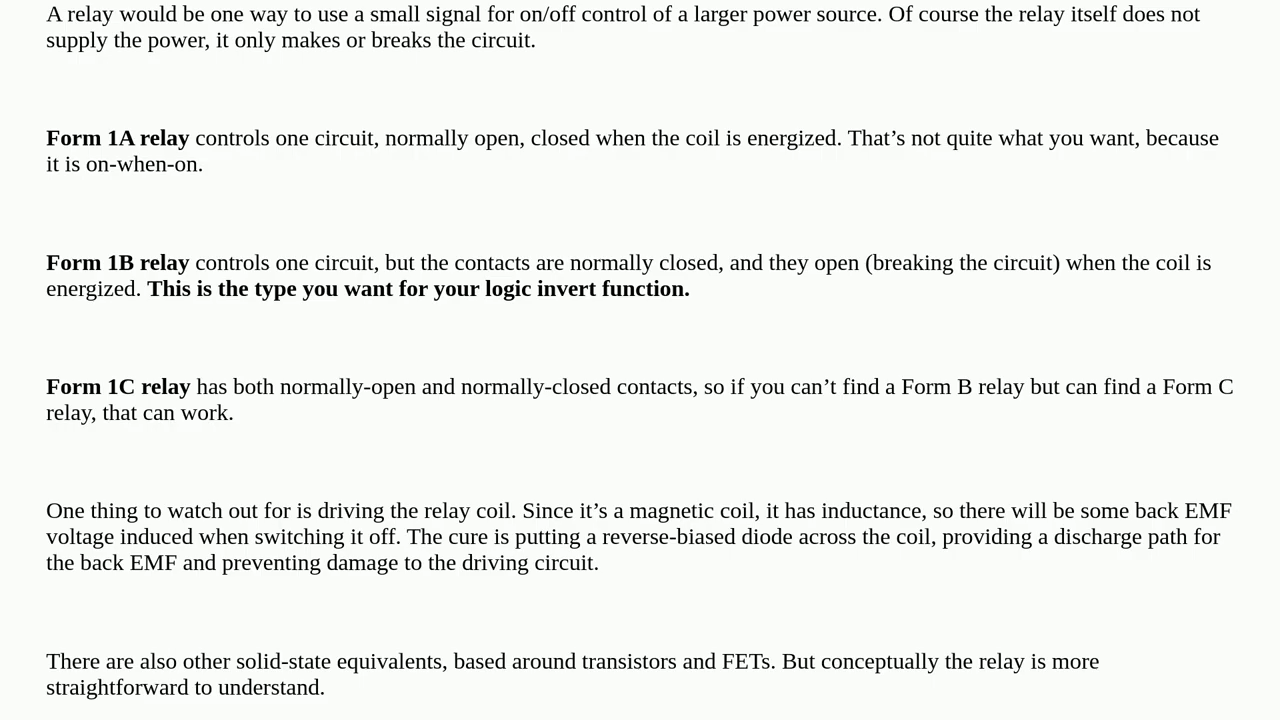 A relay would be one way to use a small signal for on/off control of a larger power source. Of course the relay itself does not
supply the power, it only makes or breaks the circuit.
Form 1A relay controls one circuit, normally open, closed when the coil is energized. That’s not quite what you want, because
it is on-when-on.
Form 1B relay controls one circuit, but the contacts are normally closed, and they open (breaking the circuit) when the coil is
energized. This is the type you want for your logic invert function.
Form 1C relay has both normally-open and normally-closed contacts, so if you can’t find a Form B relay but can find a Form C
relay, that can work.
One thing to watch out for is driving the relay coil. Since it’s a magnetic coil, it has inductance, so there will be some back EMF
voltage induced when switching it off. The cure is putting a reverse-biased diode across the coil, providing a discharge path for
the back EMF and preventing damage to the driving circuit.
There are also other solid-state equivalents, based around transistors and FETs. But conceptually the relay is more
straightforward to understand.